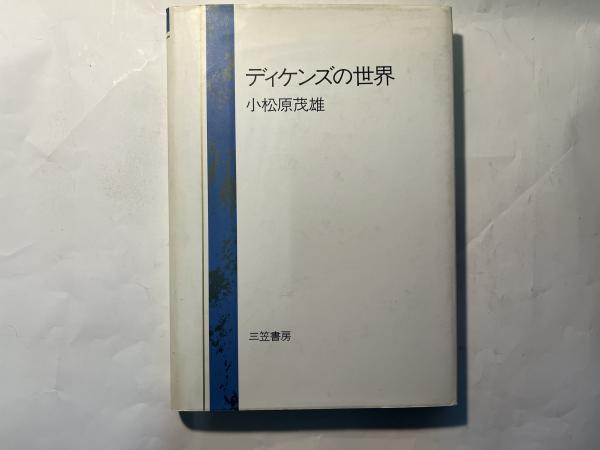 ディケンズの世界
小松原茂雄
三笠書房